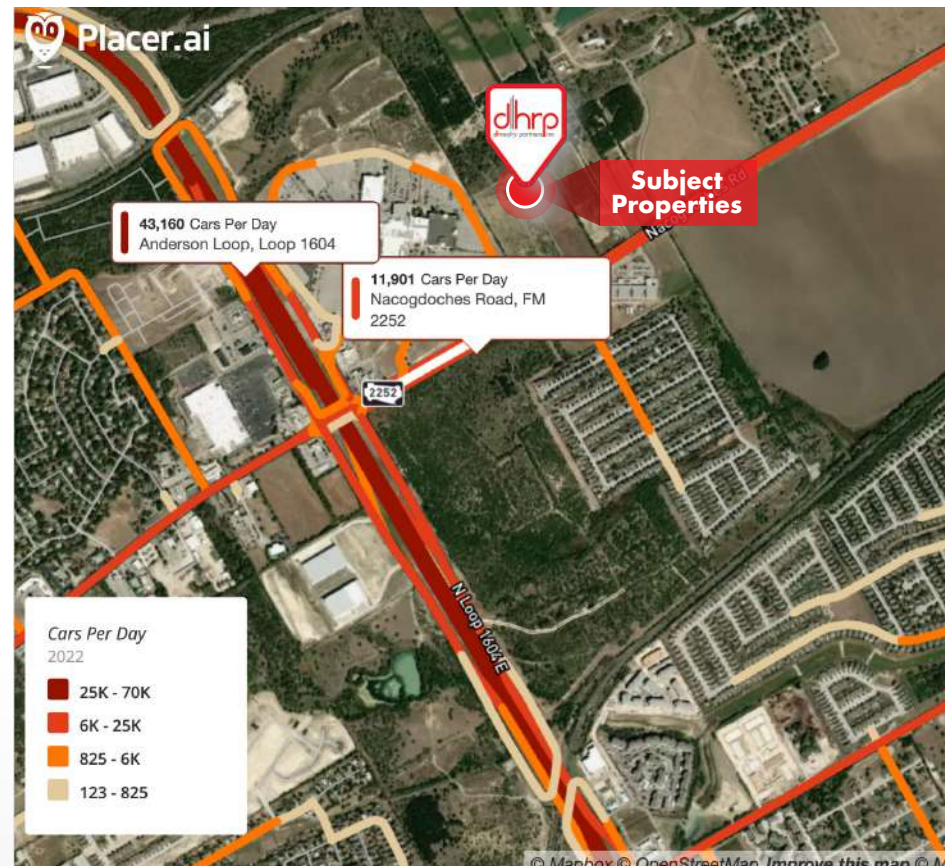 Placer.ai
dhrp
Subject
Properties
43,160 Cars Per Day
Anderson Loop, Loop 1604
11,901 Cars Per Day
Nacogdoches Road, FM
2252
2252
N Loop 1604 E
Cars Per Day
2022
25K - 70K
6K - 25K
825 - 6K
123 - 825
© Mapbox © OpenStreetMap Improve this map ©